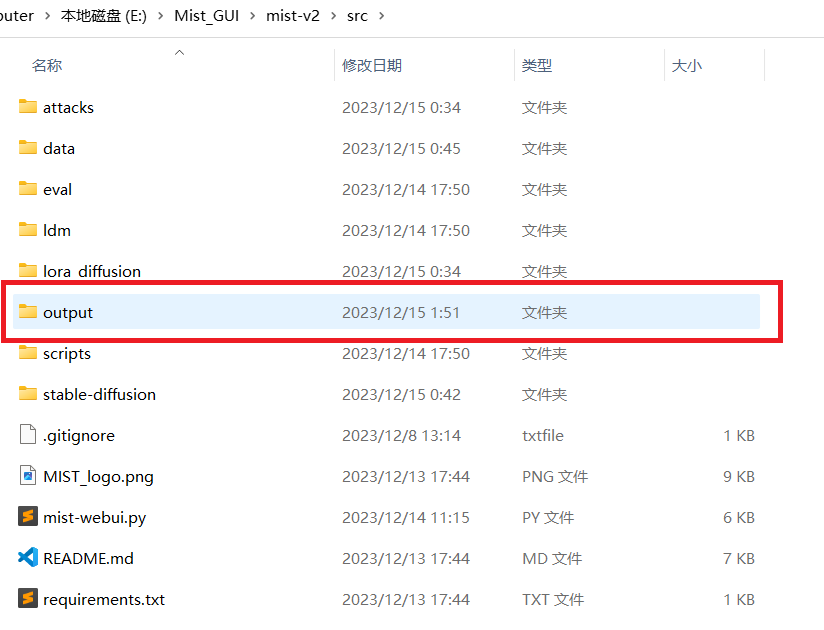 outer > 本地磁盘 (E:) > Mist_GUI > mist-v2 > src >
名称 修改日期 类型 大小
attacks 2023/12/15 0:34 文件夹
data 2023/12/15 0:45 文件夹
eval 2023/12/14 17:50 文件夹
ldm 2023/12/14 17:50 文件夹
lora_diffusion 2023/12/15 0:34 文件夹
output 2023/12/15 1:51 文件夹
scripts 2023/12/14 17:50 文件夹
stable-diffusion 2023/12/15 0:42 文件夹
.gitignore 2023/12/8 13:14 txtfile 1 KB
MIST_logo.png 2023/12/13 17:44 PNG 文件 9 KB
mist-webui.py 2023/12/14 11:15 PY 文件 6 KB
README.md 2023/12/13 17:44 MD 文件 7 KB
requirements.txt 2023/12/13 17:44 TXT 文件 1 KB